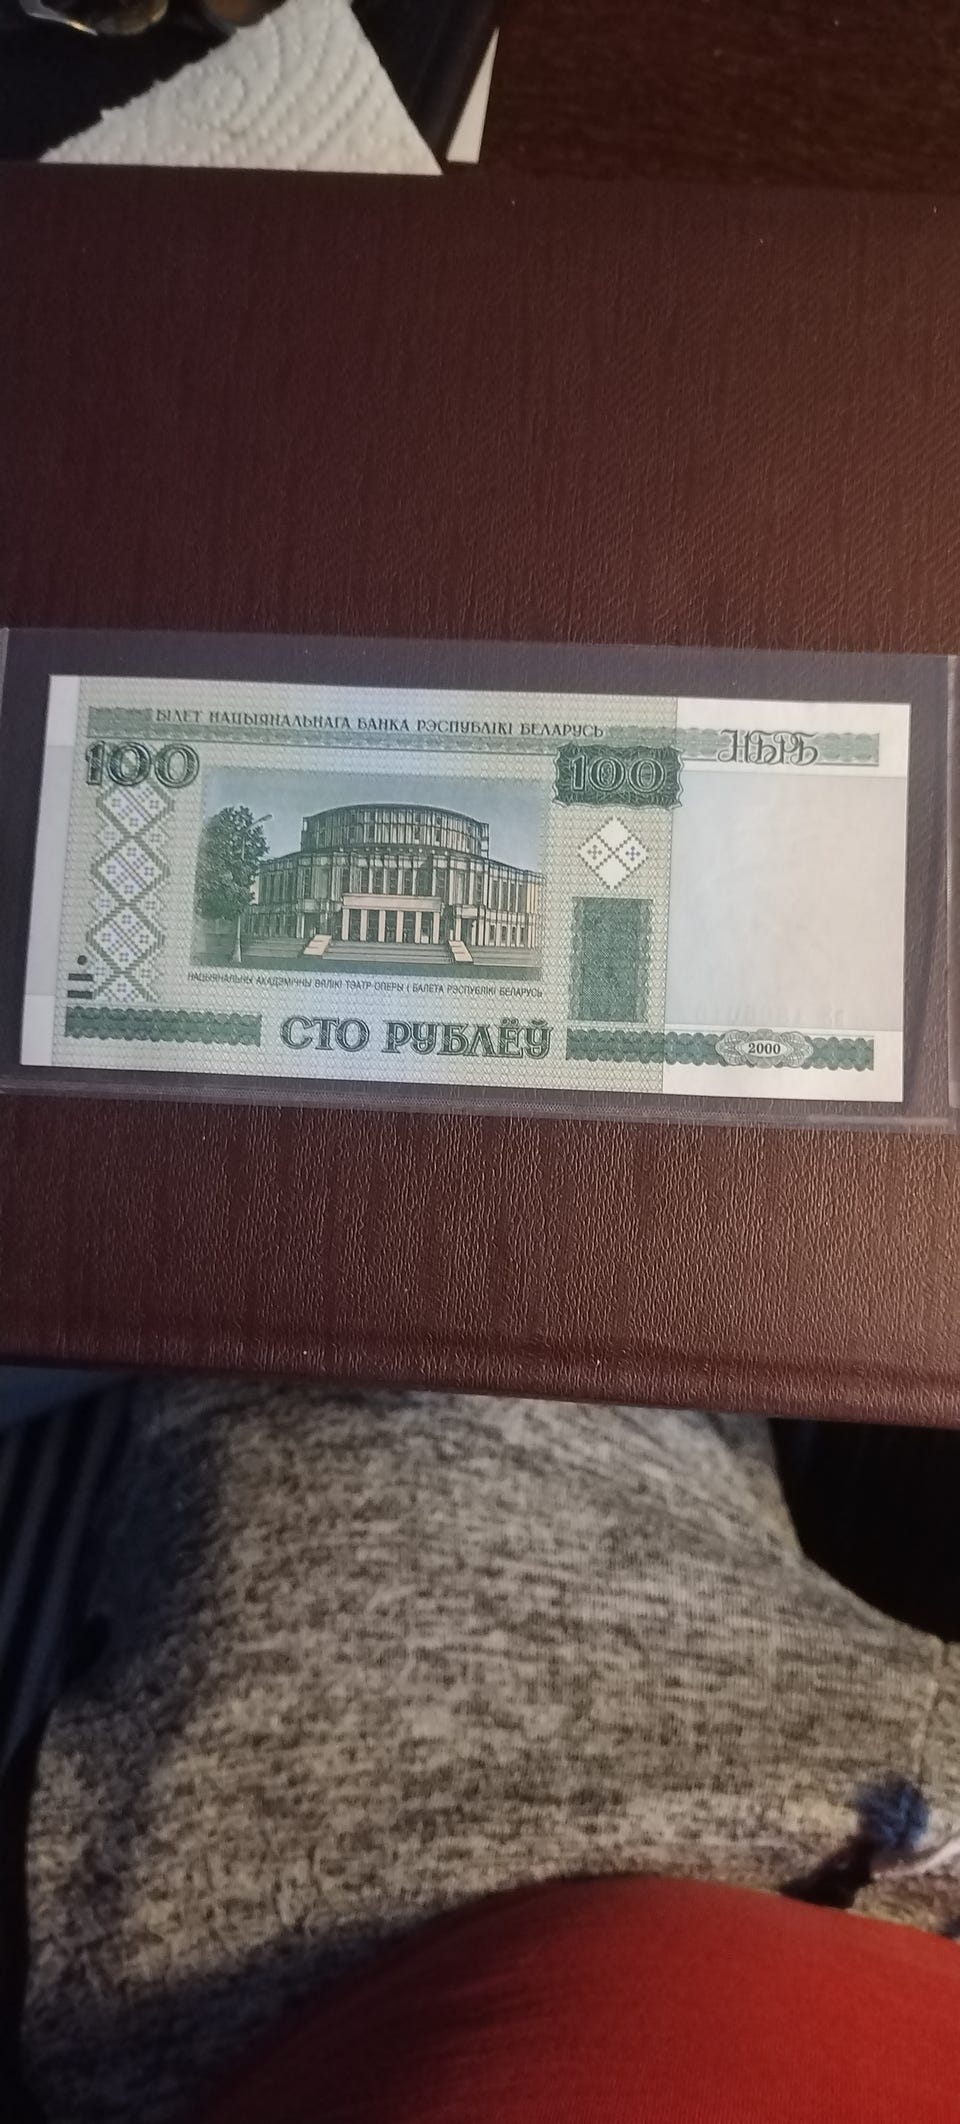 БІЛЕТ НАЦЫЯНАЛЬНАГА БАНКА РЭСПУБЛІКІ БЕЛАРУСЬ
НБРБ
100
100
НАЦЫЯНАЛЬНЫ АКАДЭМІЧНЫ ВЯЛІКІ ТЭАТР ОПЕРЫ І БАЛЕТА РЭСПУБЛІКІ БЕЛАРУСЬ
СТО РУБЛЁЎ
2000